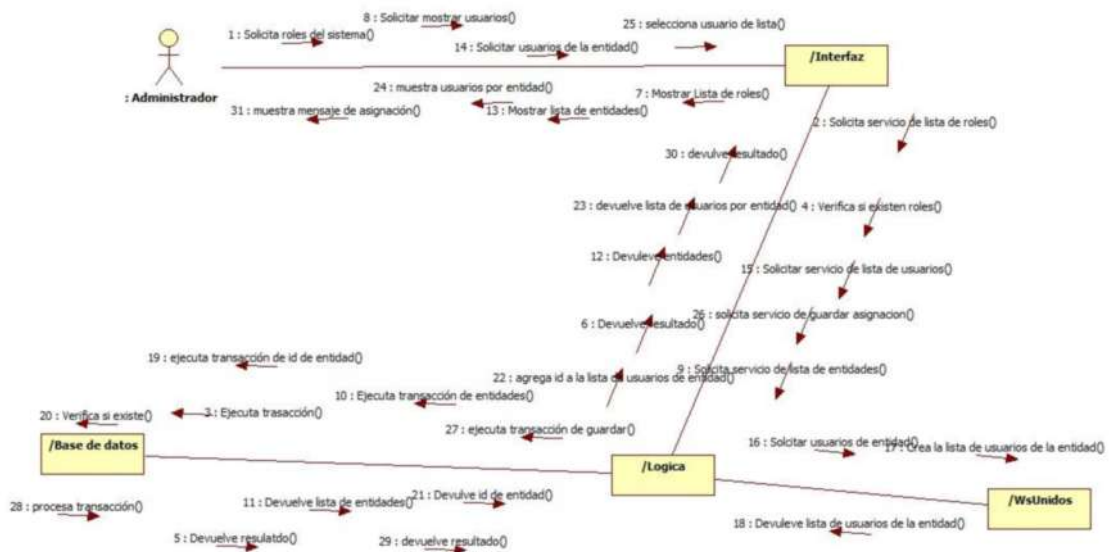 8 : Solicitar mostrar usuarios()
25 : selecciona usuario de lista()
1 : Solicita roles del sistema()
14 : Solicitar usuarios de la entidad()
/Interfaz
24 : muestra usuarios por entidad()
: Administrador
7 : Mostrar Lista de roles()
31 : muestra mensaje de asignación()
13 : Mostrar lista de entidades()
2 : Solicita servicio de lista de roles()
30 : devulve resultado()
23 : devuelve lista de usuarios por entidad()
4 : Verifica si existen roles()
12 : Devuleve entidades()
15 : Solicitar servicio de lista de usuarios()
26 : solcita servicio de guardar asignacion()
6 : Devuelve resultado()
19 : ejecuta transacción de id de entidad()
9 : Solicita servicio de lista de entidades()
22 : agrega id a la lista de usuarios de entidad()
10 : Ejecuta transacción de entidades()
20 : Verifica si existe()
3 : Ejecuta trasacción()
27 : ejecuta transacción de guardar()
/Base de datos
16 : Solcitar usuarios de entidad()
17 : Crea la lista de usuarios de la entidad()
/Logica
11 : Devuelve lista de entidades()
21 : Devulve id de entidad()
/WsUnidos
28 : procesa transacción()
18 : Devuleve lista de usuarios de la entidad()
5 : Devuelve resulatdo()
29 : devuelve resultado()